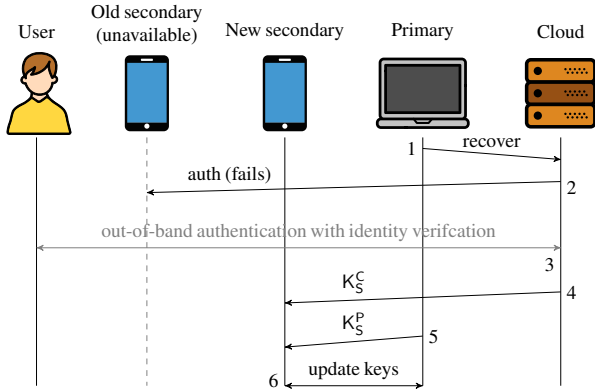 User
Old secondary
(unavailable)
New secondary
Primary
Cloud
1
recover
auth (fails)
2
out-of-band authentication with identity verifcation
3
K_S^C
4
K_S^P
5
update keys
6